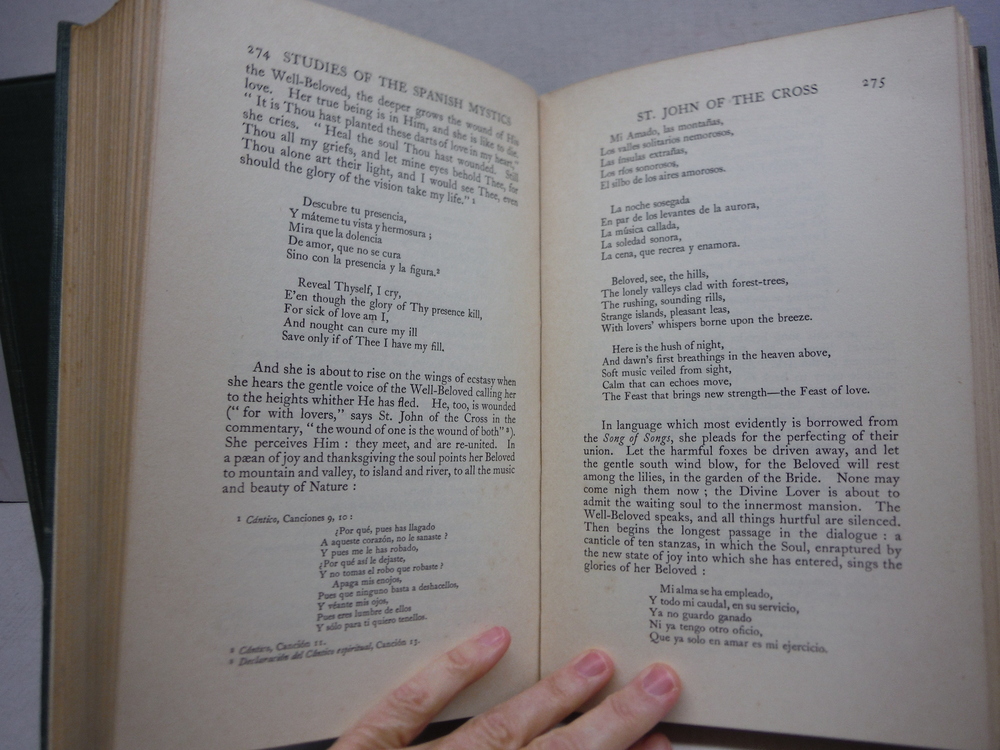 274 STUDIES OF THE SPANISH MYSTICS
the Well-Beloved, the deeper grows the wound of His
love. Her true being is in Him, and she is like to die.
“ It is Thou hast planted these darts of love in my heart,”
she cries. “ Heal the soul Thou hast wounded. Still
Thou all my griefs, and let mine eyes behold Thee, for
Thou alone art their light, and I would see Thee, even
should the glory of the vision take my life.” 1
Descubre tu presencia,
Y máteme tu vista y hermosura ;
Mira que la dolencia
De amor, que no se cura
Sino con la presencia y la figura.2
Reveal Thyself, I cry,
E'en though the glory of Thy presence kill,
For sick of love am I,
And nought can cure my ill
Save only if of Thee I have my fill.
And she is about to rise on the wings of ecstasy when
she hears the gentle voice of the Well-Beloved calling her
to the heights whither He has fled. He, too, is wounded
(“ for with lovers,” says St. John of the Cross in the
commentary, “ the wound of one is the wound of both” 3).
She perceives Him : they meet, and are re-united. In
a pæan of joy and thanksgiving the soul points her Beloved
to mountain and valley, to island and river, to all the music
and beauty of Nature :
1 Cántico, Canciones 9, 10 :
¿Por qué, pues has llagado
A aqueste corazón, no le sanaste ?
Y pues me le has robado,
¿Por qué así le dejaste,
Y no tomas el robo que robaste ?
Apaga mis enojos,
Pues que ninguno basta a deshacellos,
Y véante mis ojos,
Pues eres lumbre de ellos
Y sólo para ti quiero tenellos.
2 Cántico, Canción 11.
3 Declaración del Cántico espiritual, Canción 13.
ST. JOHN OF THE CROSS 275
Mi Amado, las montañas,
Los valles solitarios nemorosos,
Las ínsulas extrañas,
Los ríos sonorosos,
El silbo de los aires amorosos.
La noche sosegada
En par de los levantes de la aurora,
La música callada,
La soledad sonora,
La cena, que recrea y enamora.
Beloved, see, the hills,
The lonely valleys clad with forest-trees,
The rushing, sounding rills,
Strange islands, pleasant leas,
With lovers' whispers borne upon the breeze.
Here is the hush of night,
And dawn's first breathings in the heaven above,
Soft music veiled from sight,
Calm that can echoes move,
The Feast that brings new strength—the Feast of love.
In language which most evidently is borrowed from
the Song of Songs, she pleads for the perfecting of their
union. Let the harmful foxes be driven away, and let
the gentle south wind blow, for the Beloved will rest
among the lilies, in the garden of the Bride. None may
come nigh them now ; the Divine Lover is about to
admit the waiting soul to the innermost mansion. The
Well-Beloved speaks, and all things hurtful are silenced.
Then begins the longest passage in the dialogue : a
canticle of ten stanzas, in which the Soul, enraptured by
the new state of joy into which she has entered, sings the
glories of her Beloved :
Mi alma se ha empleado,
Y todo mi caudal, en su servicio,
Ya no guardo ganado
Ni ya tengo otro oficio,
Que ya solo en amar es mi ejercicio.